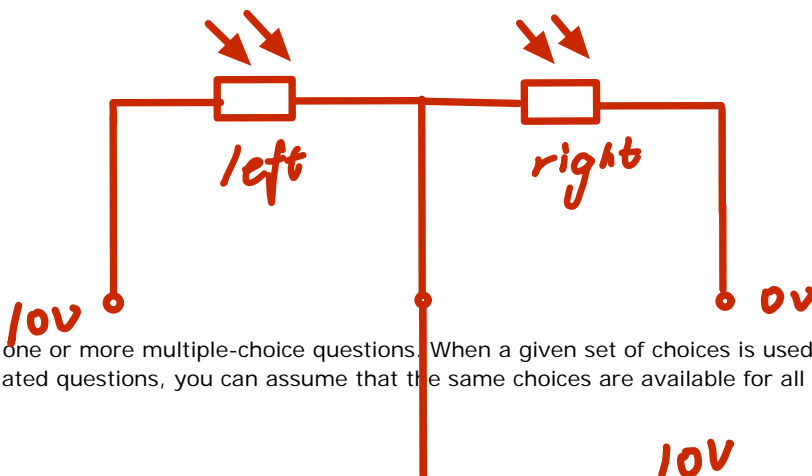 left
right
10V
0V
one or more multiple-choice questions. When a given set of choices is used
ated questions, you can assume that the same choices are available for all
10V